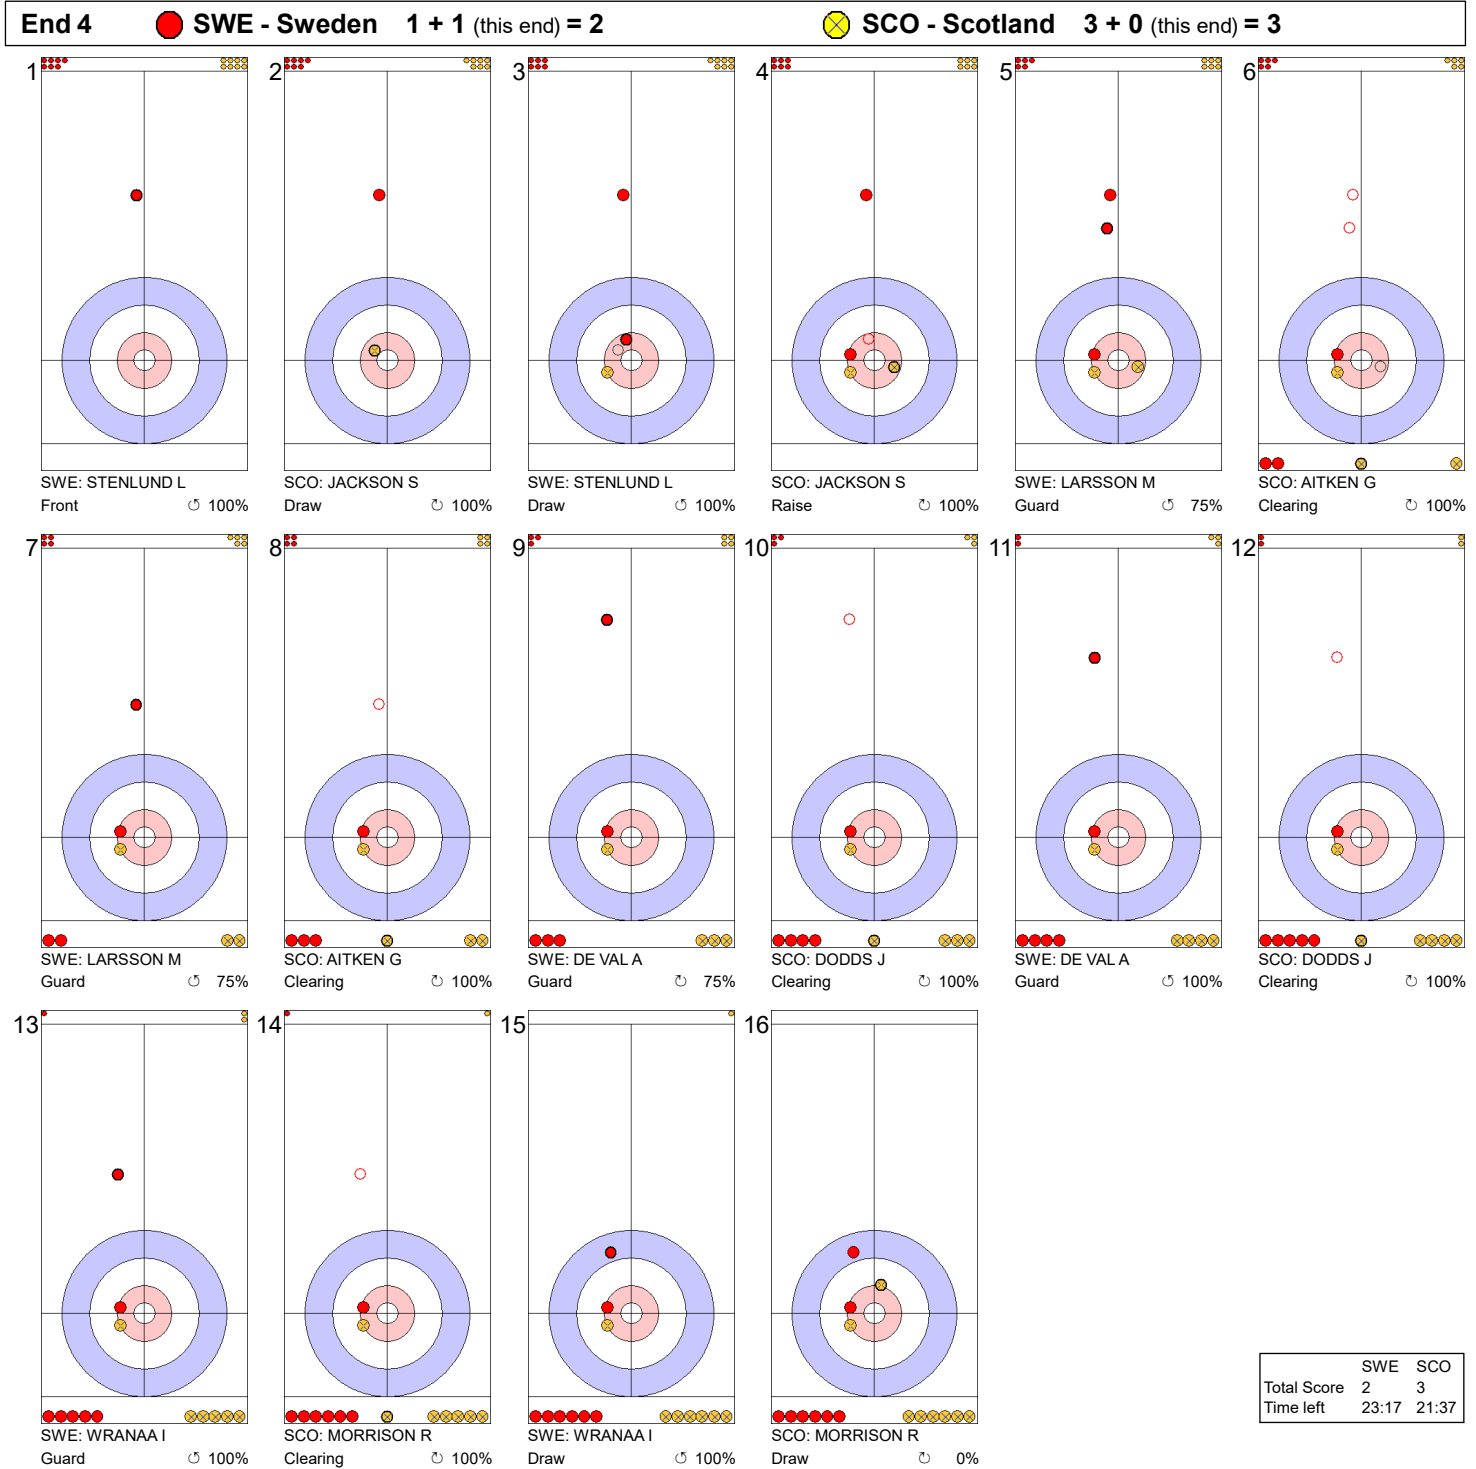 End 4 SWE - Sweden 1 + 1 (this end) = 2 SCO - Scotland 3 + 0 (this end) = 3
1 2 3 4 5 6
SWE: STENLUND L SCO: JACKSON S SWE: STENLUND L SCO: JACKSON S SWE: LARSSON M SCO: AITKEN G
Front ↺ 100% Draw ↻ 100% Draw ↺ 100% Raise ↻ 100% Guard ↺ 75% Clearing ↻ 100%
7 8 9 10 11 12
SWE: LARSSON M SCO: AITKEN G SWE: DE VAL A SCO: DODDS J SWE: DE VAL A SCO: DODDS J
Guard ↺ 75% Clearing ↺ 100% Guard ↻ 75% Clearing ↻ 100% Guard ↺ 100% Clearing ↻ 100%
13 14 15 16
SWE: WRANAA I SCO: MORRISON R SWE: WRANAA I SCO: MORRISON R
Guard ↺ 100% Clearing ↺ 100% Draw ↺ 100% Draw ↻ 0%
SWE SCO
Total Score 2 3
Time left 23:17 21:37